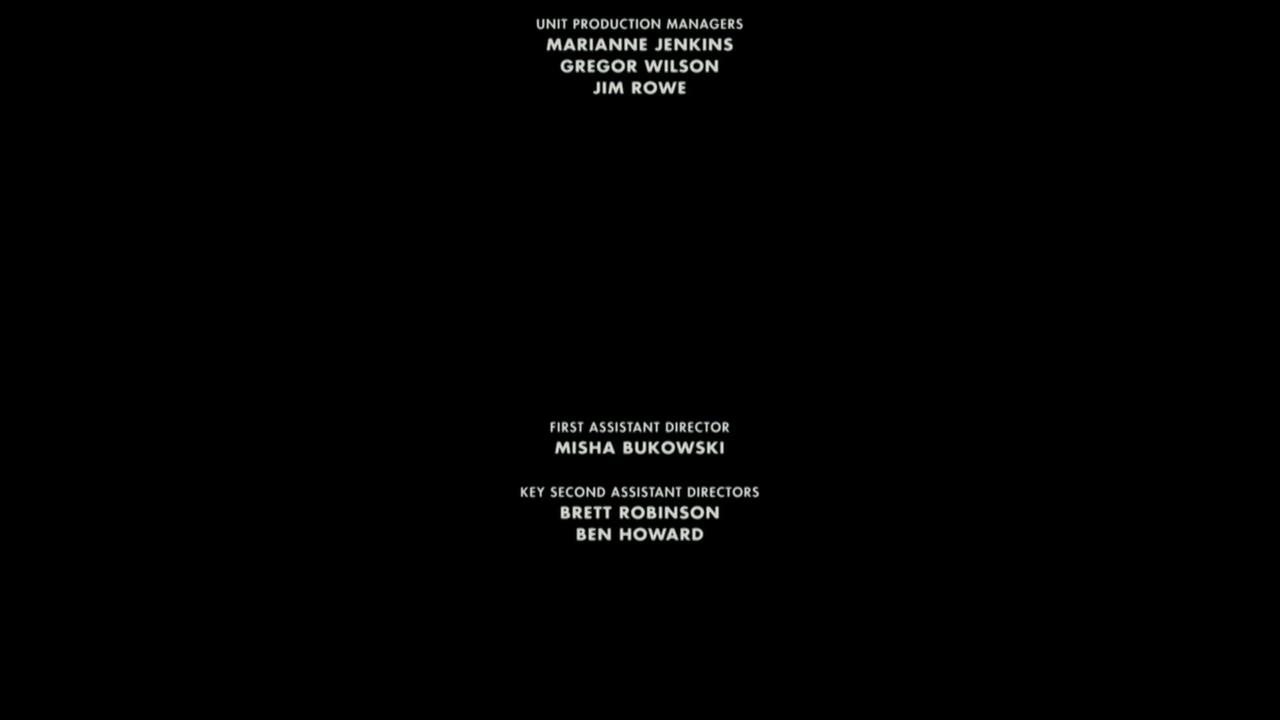 UNIT PRODUCTION MANAGERS
MARIANNE JENKINS
GREGOR WILSON
JIM ROWE
FIRST ASSISTANT DIRECTOR
MISHA BUKOWSKI
KEY SECOND ASSISTANT DIRECTORS
BRETT ROBINSON
BEN HOWARD